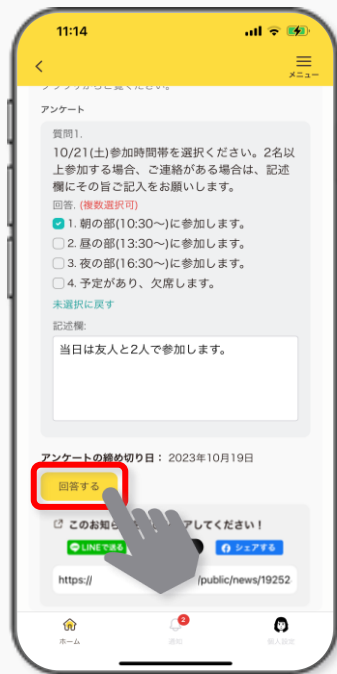 11:14
メニュー
アンケート
質問1.
10/21(土)参加時間帯を選択ください。2名以
上参加する場合、ご連絡がある場合は、記述
欄にその旨ご記入をお願いします。
回答. (複数選択可)
1. 朝の部(10:30〜)に参加します。
2. 昼の部(13:30〜)に参加します。
3. 夜の部(16:30〜)に参加します。
4. 予定があり、欠席します。
未選択に戻す
記述欄:
当日は友人と2人で参加します。
アンケートの締め切り日： 2023年10月19日
回答する
このお知 アしてください！
LINEで送る シェアする
https:// /public/news/19252
2
ホーム 通知 個人設定